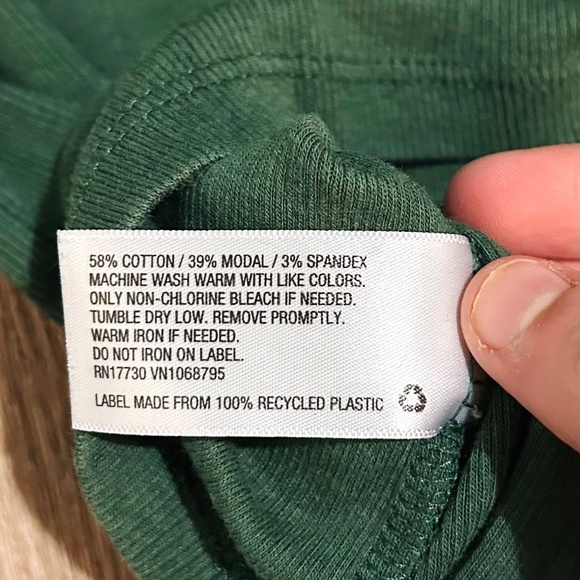 58% COTTON / 39% MODAL / 3% SPANDEX
MACHINE WASH WARM WITH LIKE COLORS.
ONLY NON-CHLORINE BLEACH IF NEEDED.
TUMBLE DRY LOW. REMOVE PROMPTLY.
WARM IRON IF NEEDED.
DO NOT IRON ON LABEL.
RN17730 VN1068795
LABEL MADE FROM 100% RECYCLED PLASTIC